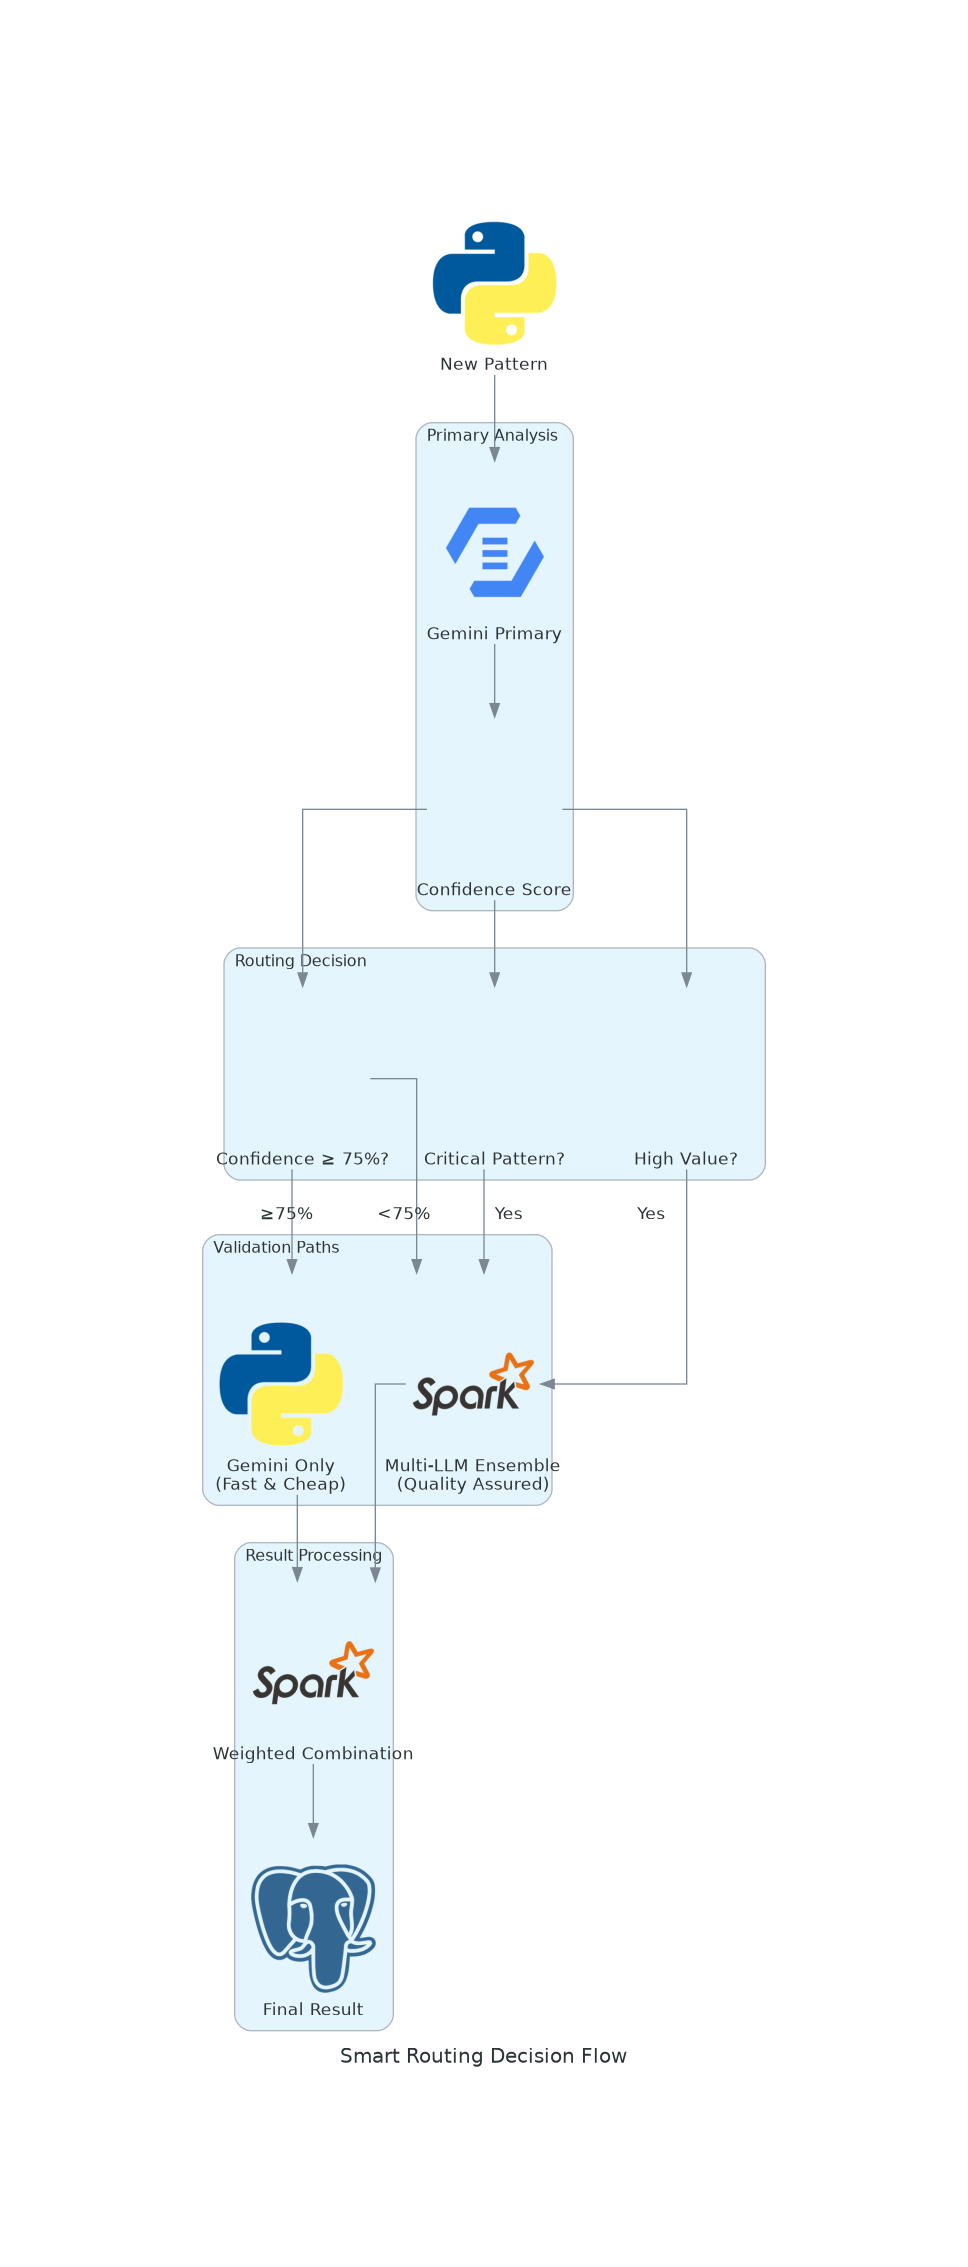 New Pattern
Primary Analysis
Gemini Primary
Confidence Score
Routing Decision
Confidence ≥ 75%?
Critical Pattern?
High Value?
≥75%
<75%
Yes
Yes
Validation Paths
Spark
Gemini Only
(Fast & Cheap)
Multi-LLM Ensemble
(Quality Assured)
Result Processing
Spark
Weighted Combination
Final Result
Smart Routing Decision Flow